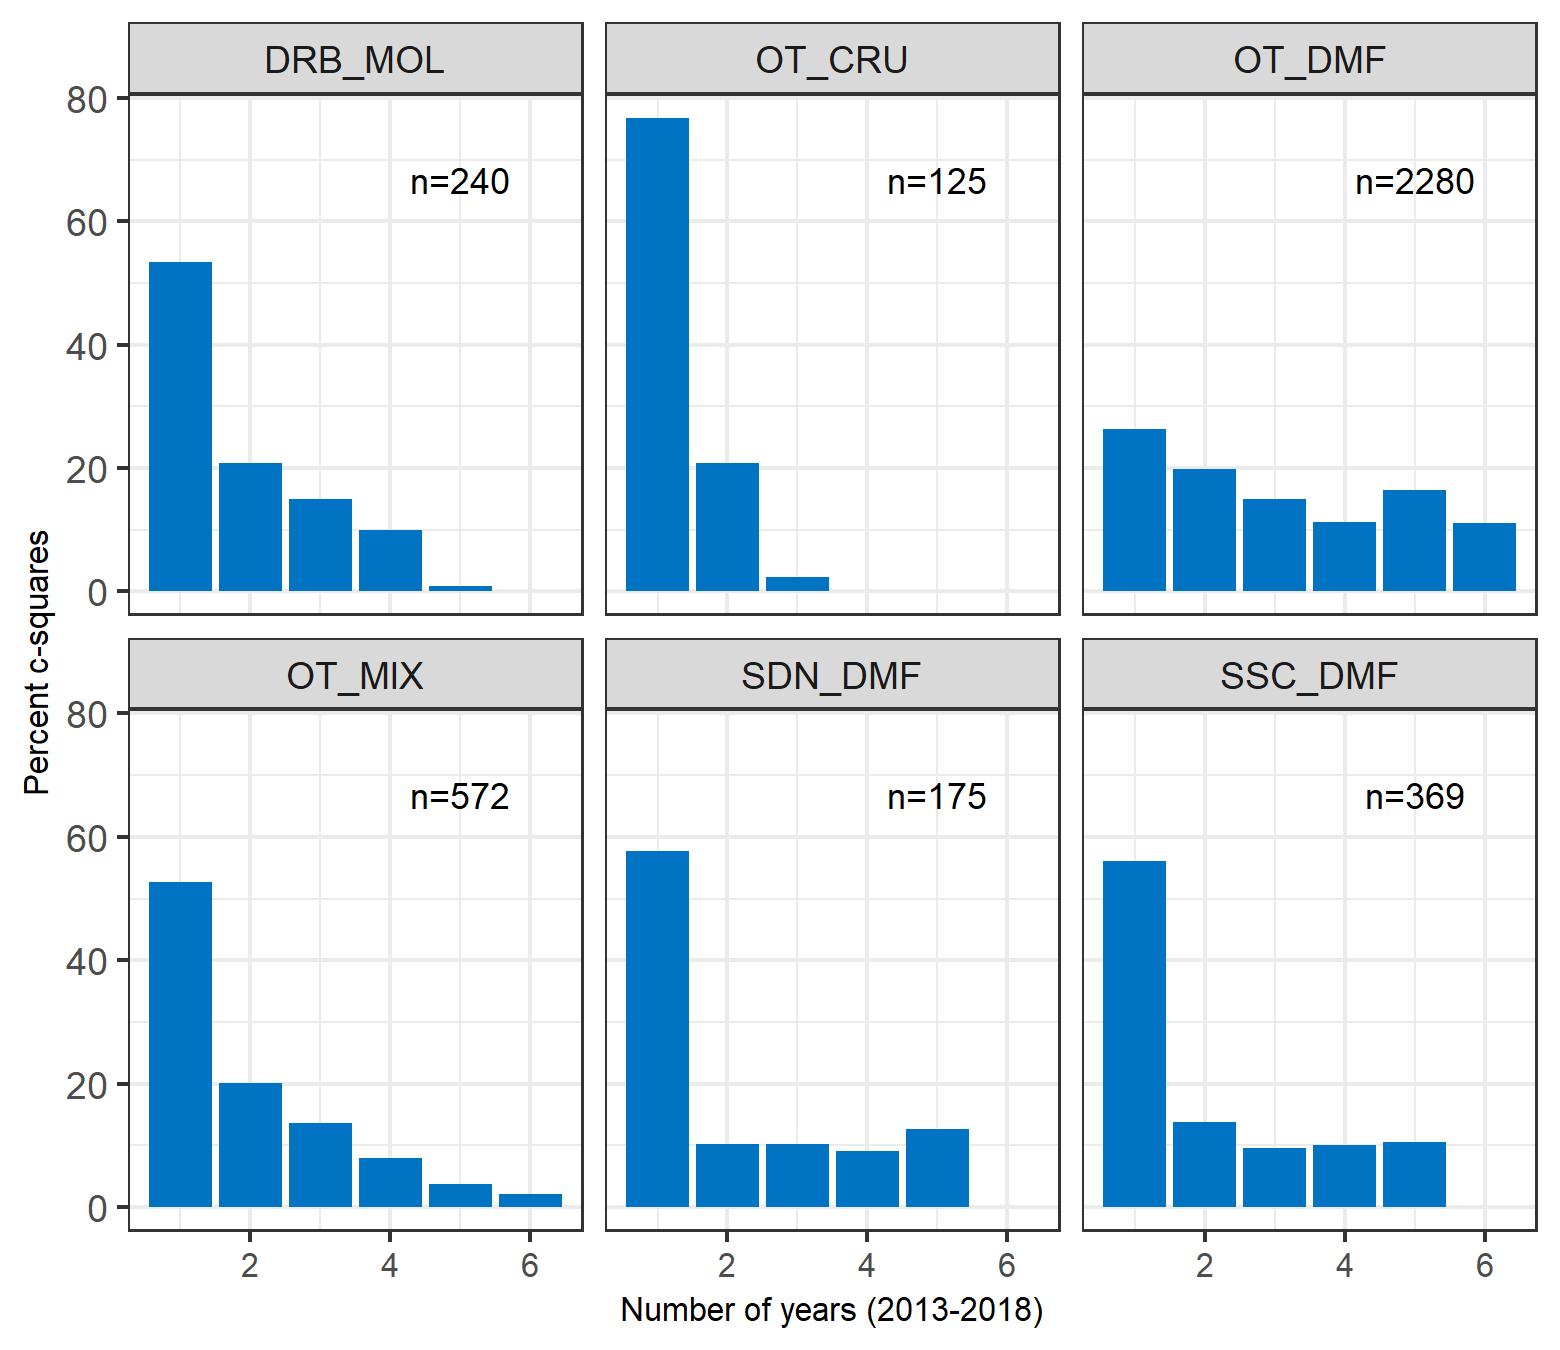 DRB_MOL OT_CRU OT_DMF
80
n=240 n=125 n=2280
60
40
20
0
OT_MIX SDN_DMF SSC_DMF
80
n=572 n=175 n=369
60
40
20
0
2 4 6 2 4 6 2 4 6
Percent c-squares
Number of years (2013-2018)